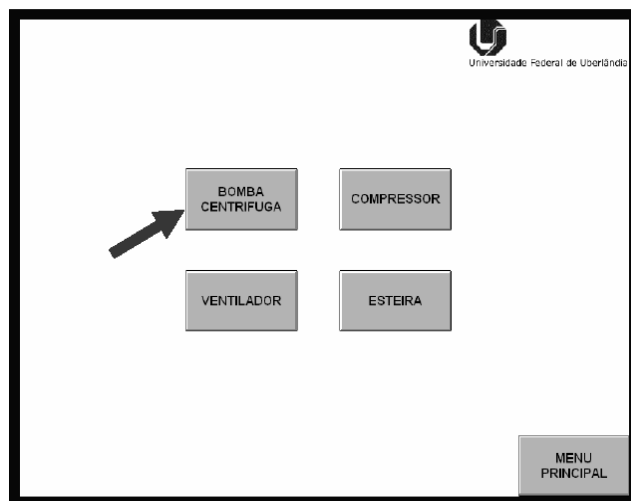 Universidade Federal de Uberlândia
BOMBA
CENTRIFUGA
COMPRESSOR
VENTILADOR
ESTEIRA
MENU
PRINCIPAL